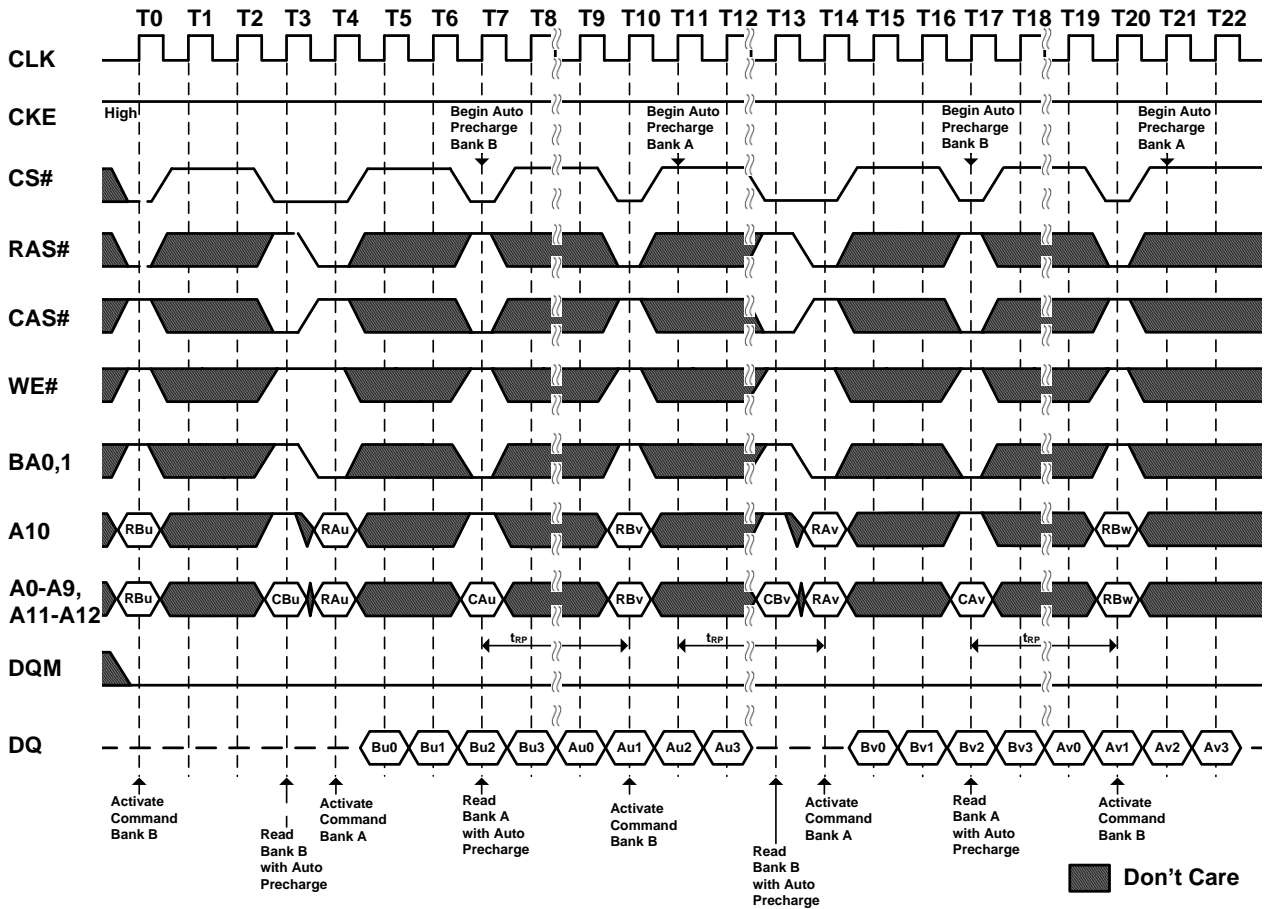 T0 T1 T2 T3 T4 T5 T6 T7 T8 T9 T10 T11 T12 T13 T14 T15 T16 T17 T18 T19 T20 T21 T22
CLK
CKE
High
Begin Auto
Precharge
Bank B
Begin Auto
Precharge
Bank A
Begin Auto
Precharge
Bank B
Begin Auto
Precharge
Bank A
CS#
RAS#
CAS#
WE#
BA0,1
A10
RBu RAu RBv RAv RBw
A0-A9,
A11-A12
RBu CBu RAu CAu RBv CBv RAv CAv RBw
tRP tRP tRP
DQM
DQ
Bu0 Bu1 Bu2 Bu3 Au0 Au1 Au2 Au3 Bv0 Bv1 Bv2 Bv3 Av0 Av1 Av2 Av3
Activate
Command
Bank B
Read
Bank B
with Auto
Precharge
Activate
Command
Bank A
Read
Bank A
with Auto
Precharge
Activate
Command
Bank B
Read
Bank B
with Auto
Precharge
Activate
Command
Bank A
Read
Bank A
with Auto
Precharge
Activate
Command
Bank B
Don't Care